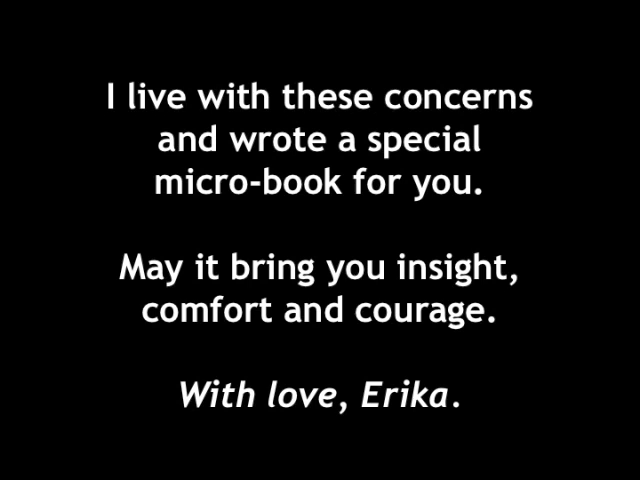 I live with these concerns
and wrote a special
micro-book for you.
May it bring you insight,
comfort and courage.
With love, Erika.